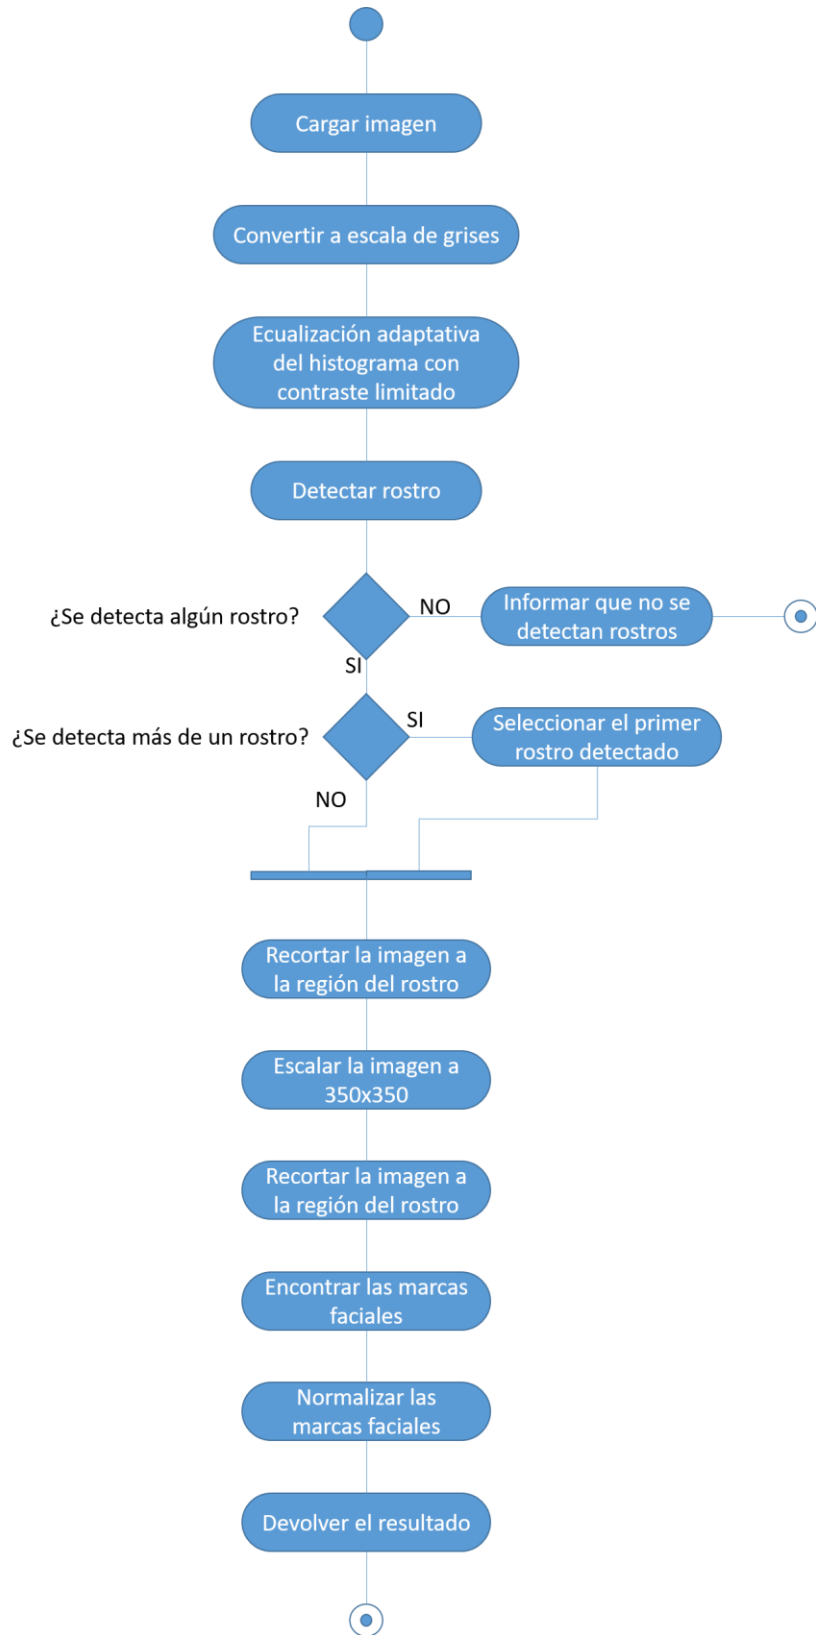 Cargar imagen
Convertir a escala de grises
Ecualización adaptativa
del histograma con
contraste limitado
Detectar rostro
¿Se detecta algún rostro?
NO
Informar que no se
detectan rostros
SI
¿Se detecta más de un rostro?
SI
Seleccionar el primer
rostro detectado
NO
Recortar la imagen a
la región del rostro
Escalar la imagen a
350x350
Recortar la imagen a
la región del rostro
Encontrar las marcas
faciales
Normalizar las
marcas faciales
Devolver el resultado